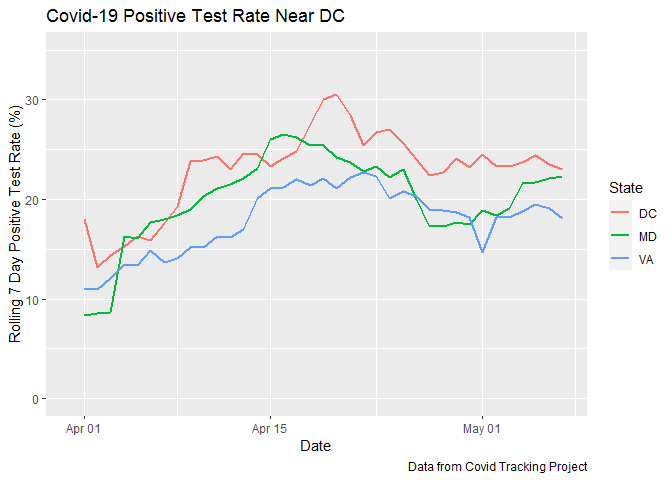 Covid-19 Positive Test Rate Near DC
Rolling 7 Day Positive Test Rate (%)
30
20
10
0
Apr 01
Apr 15
May 01
Date
State
DC
MD
VA
Data from Covid Tracking Project